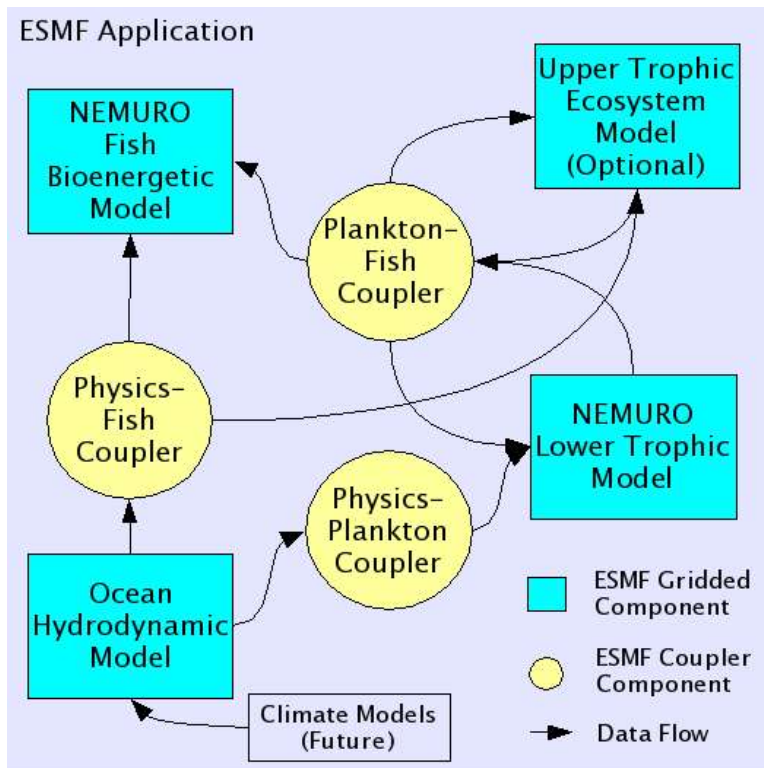 ESMF Application
NEMURO
Fish
Bioenergetic
Model
Upper Trophic
Ecosystem
Model
(Optional)
Plankton-
Fish
Coupler
Physics-
Fish
Coupler
NEMURO
Lower Trophic
Model
Physics-
Plankton
Coupler
Ocean
Hydrodynamic
Model
Climate Models
(Future)
ESMF Gridded
Component
ESMF Coupler
Component
Data Flow